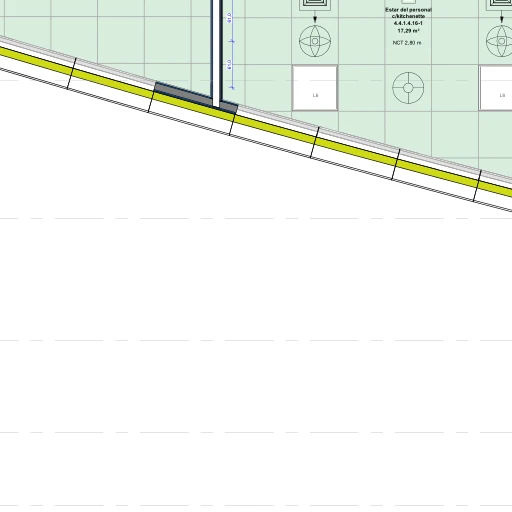 Estar del personal
c/kitchenette
4.4.1.4.16-1
17,29 m²
NCT 2,80 m
L6
L6